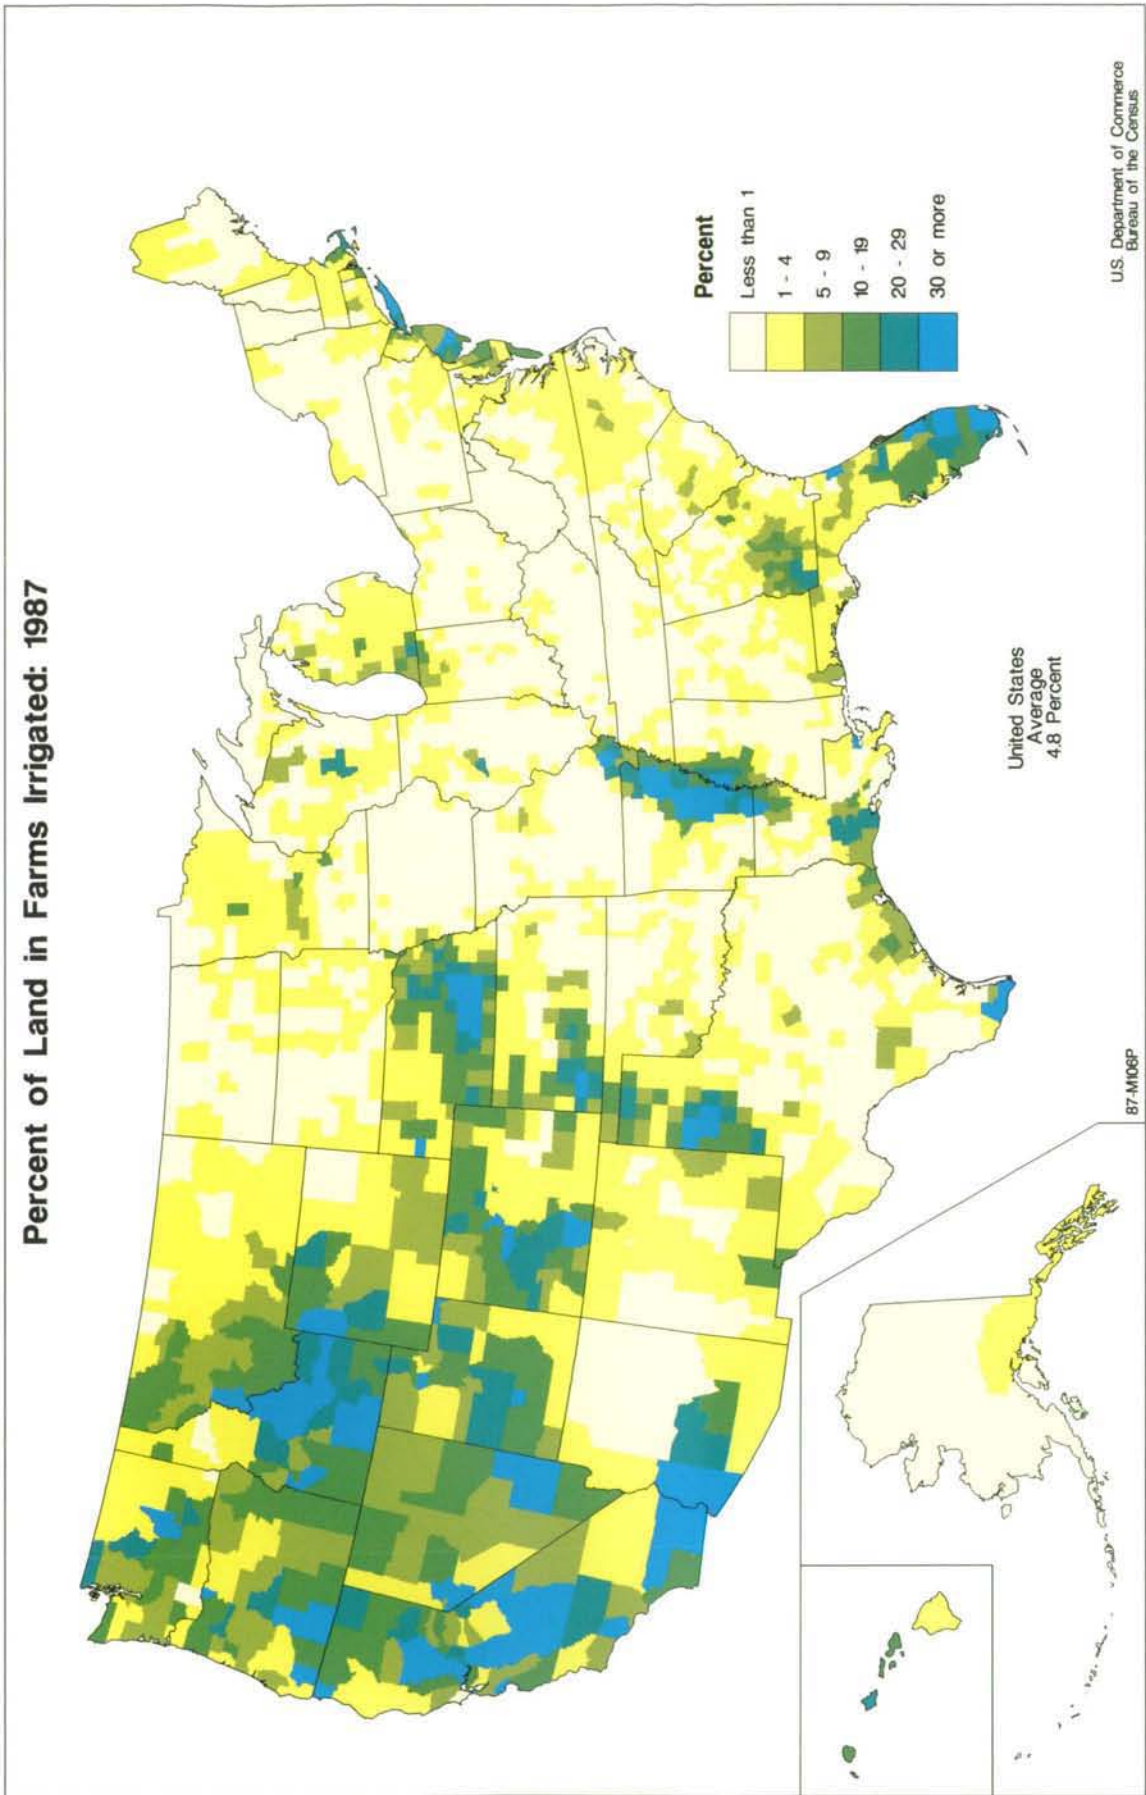 Percent of Land in Farms Irrigated: 1987
Percent
Less than 1
1 - 4
5 - 9
10 - 19
20 - 29
30 or more
United States
Average
4.8 Percent
87-M106P
U.S. Department of Commerce
Bureau of the Census